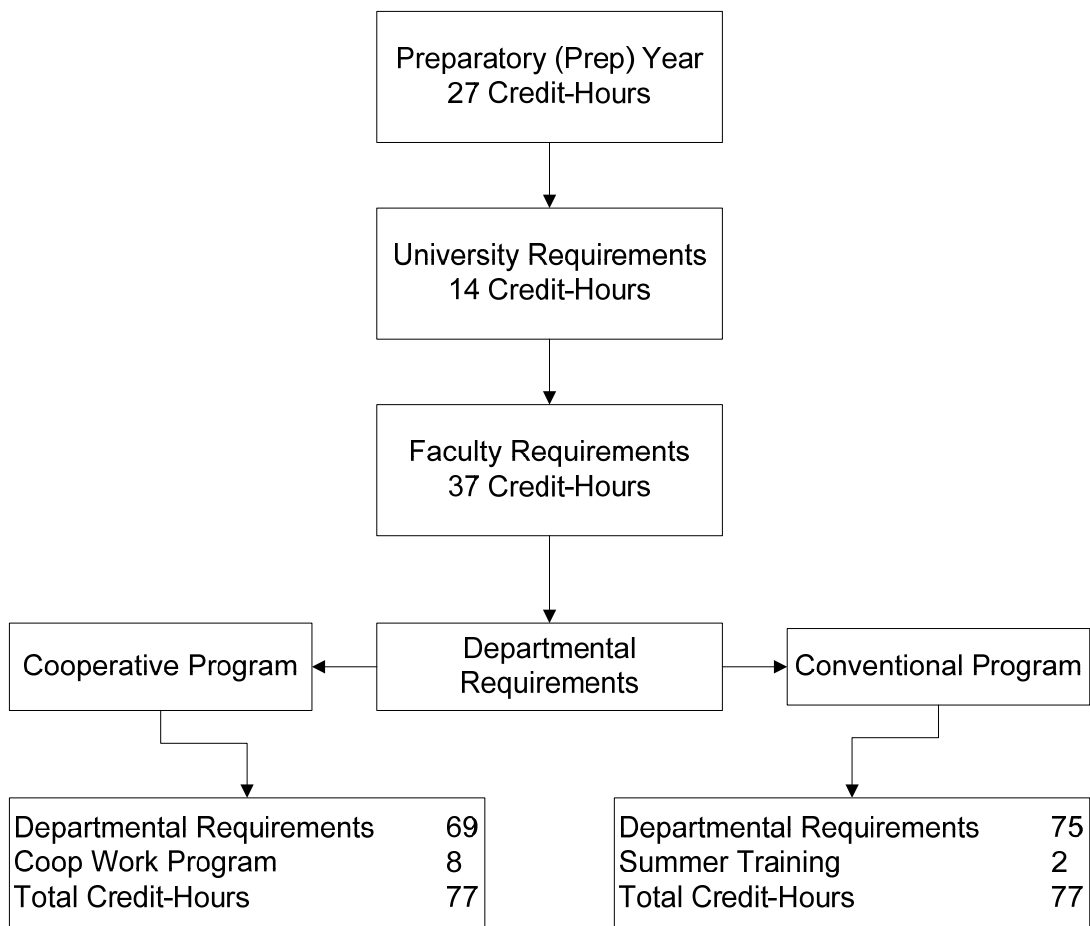 Preparatory (Prep) Year
27 Credit-Hours
University Requirements
14 Credit-Hours
Faculty Requirements
37 Credit-Hours
Departmental
Requirements
Cooperative Program
Conventional Program
Departmental Requirements 69
Coop Work Program 8
Total Credit-Hours 77
Departmental Requirements 75
Summer Training 2
Total Credit-Hours 77